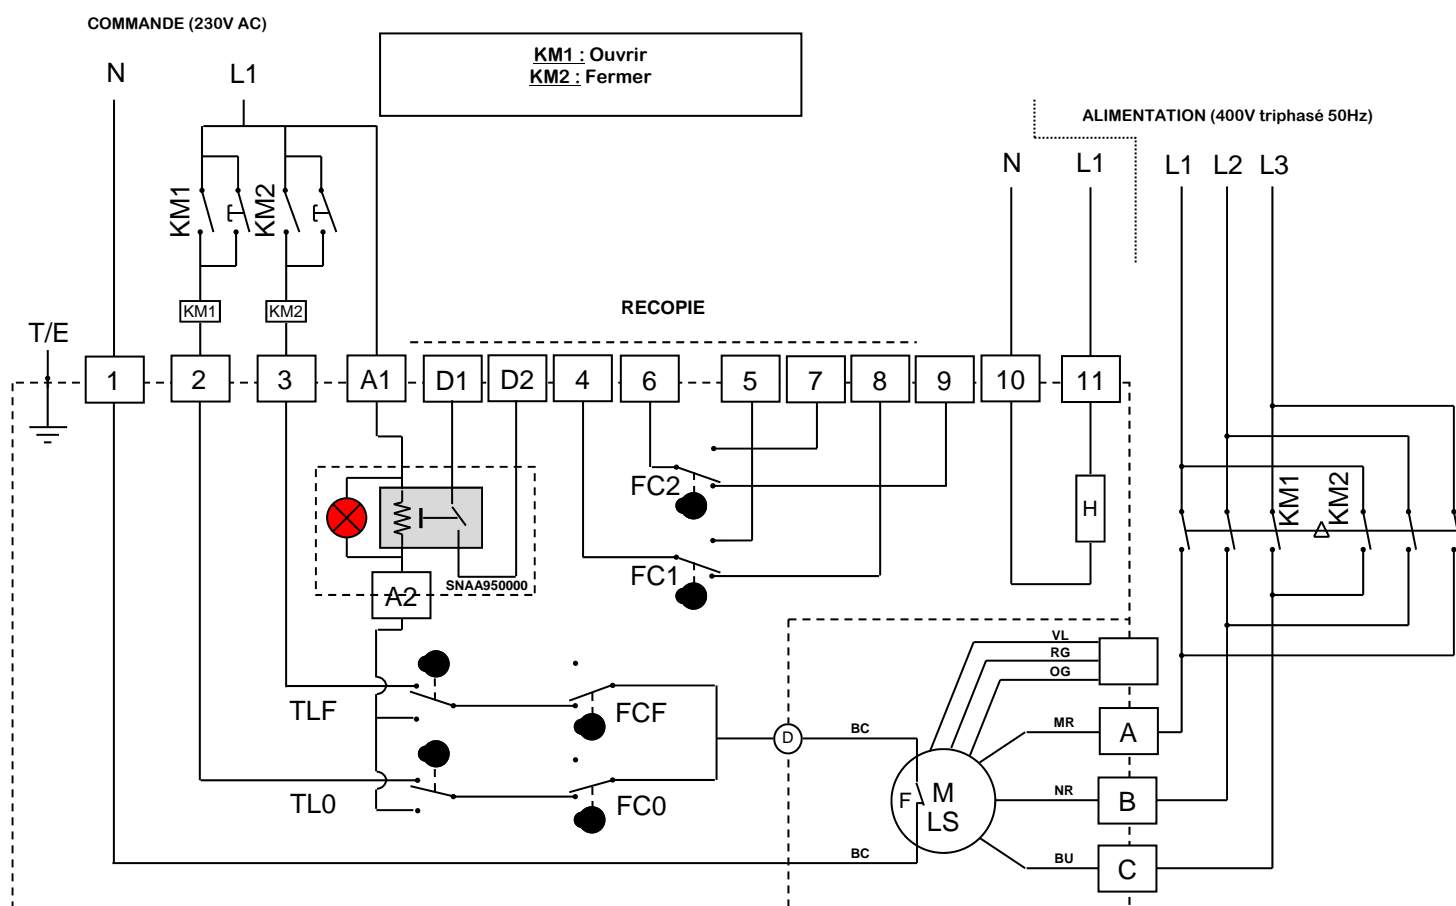 COMMANDE (230V AC)
KM1 : Ouvrir
KM2 : Fermer
N
L1
ALIMENTATION (400V triphasé 50Hz)
N
L1
L1
L2
L3
KM1
KM2
KM1
KM2
RECOPIE
T/E
1
2
3
A1
D1
D2
4
6
5
7
8
9
10
11
FC2
H
KM1
KM2
FC1
SNAA950000
A2
VL
RG
OG
TLF
FCF
MR
A
D
BC
TL0
FC0
F
M
LS
NR
B
BC
BU
C